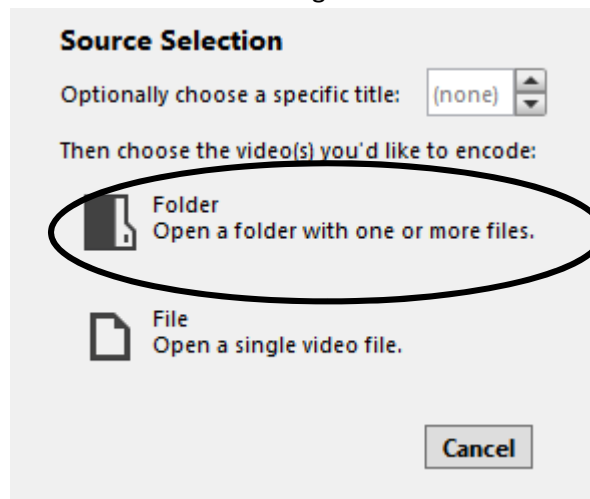 Source Selection
Optionally choose a specific title: (none)
Then choose the video(s) you'd like to encode:
Folder
Open a folder with one or more files.
File
Open a single video file.
Cancel